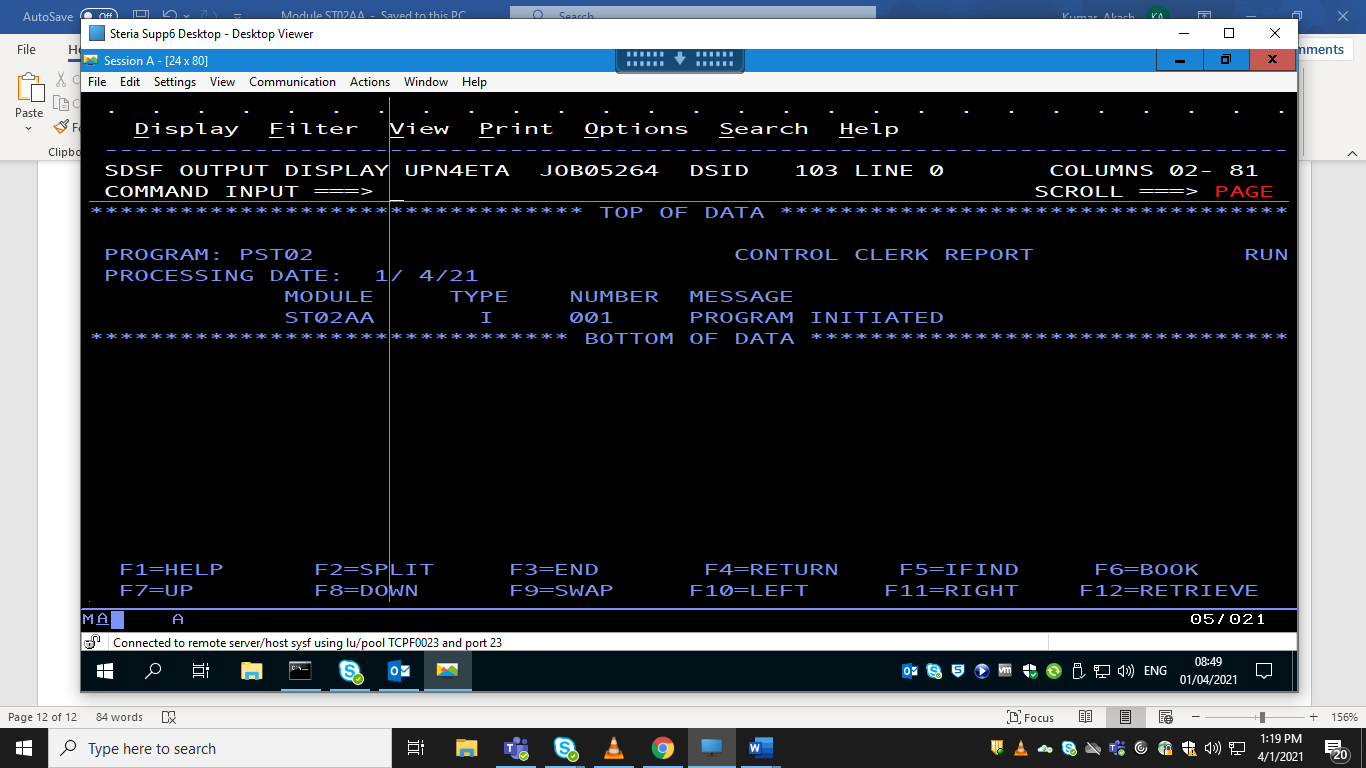 AutoSave Off Module ST02AA - Saved to this PC Search Kumar, Akash KA
File
Paste
Steria Supp6 Desktop - Desktop Viewer
Session A - [24 x 80]
File Edit Settings View Communication Actions Window Help
. . . . . . . . . . . . . . . . . . . . . . . . . . .
Display Filter View Print Options Search Help
-------------------------------------------------------------------------------
SDSF OUTPUT DISPLAY UPN4ETA JOB05264 DSID 103 LINE 0 COLUMNS 02- 81
COMMAND INPUT ===> _ SCROLL ===> PAGE
********************************* TOP OF DATA **********************************
PROGRAM: PST02 CONTROL CLERK REPORT RUN
PROCESSING DATE: 1/ 4/21
MODULE TYPE NUMBER MESSAGE
ST02AA I 001 PROGRAM INITIATED
******************************** BOTTOM OF DATA ********************************
F1=HELP F2=SPLIT F3=END F4=RETURN F5=IFIND F6=BOOK
F7=UP F8=DOWN F9=SWAP F10=LEFT F11=RIGHT F12=RETRIEVE
MA A 05/021
Connected to remote server/host sysf using lu/pool TCPF0023 and port 23
ENG 08:49
01/04/2021
Page 12 of 12 84 words Focus 156%
Type here to search 1:19 PM
4/1/2021 20